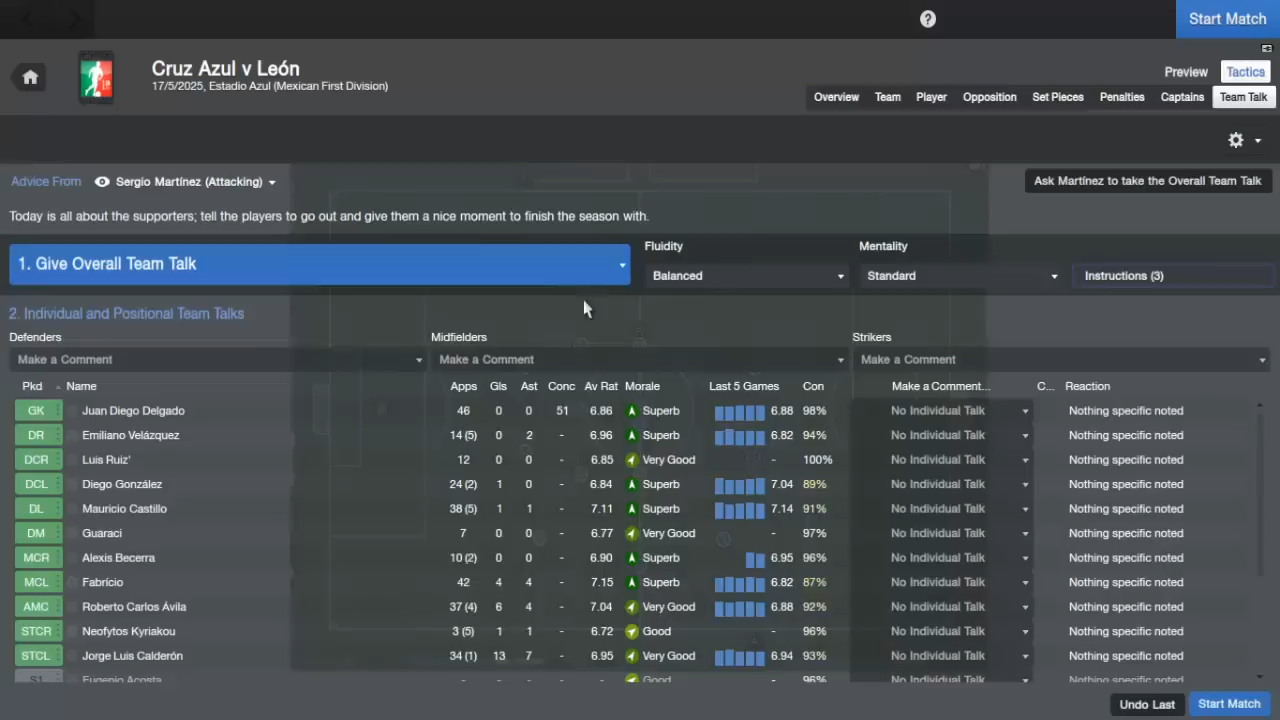 Start Match
Cruz Azul v León
17/5/2025, Estadio Azul (Mexican First Division)
Preview Tactics
Overview Team Player Opposition Set Pieces Penalties Captains Team Talk
Advice From Sergio Martínez (Attacking) Ask Martínez to take the Overall Team Talk
Today is all about the supporters; tell the players to go out and give them a nice moment to finish the season with.
Fluidity Mentality
1. Give Overall Team Talk Balanced Standard Instructions (3)
2. Individual and Positional Team Talks
Defenders Midfielders Strikers
Make a Comment Make a Comment Make a Comment
Pkd Name Apps Gls Ast Conc Av Rat Morale Last 5 Games Con Make a Comment... C... Reaction
GK Juan Diego Delgado 46 0 0 51 6.86 Superb 6.88 98% No Individual Talk Nothing specific noted
DR Emiliano Velázquez 14 (5) 0 2 - 6.96 Superb 6.82 94% No Individual Talk Nothing specific noted
DCR Luis Ruiz' 12 0 0 - 6.85 Very Good - 100% No Individual Talk Nothing specific noted
DCL Diego González 24 (2) 1 0 - 6.84 Superb 7.04 89% No Individual Talk Nothing specific noted
DL Mauricio Castillo 38 (5) 1 1 - 7.11 Superb 7.14 91% No Individual Talk Nothing specific noted
DM Guaraci 7 0 0 - 6.77 Very Good - 97% No Individual Talk Nothing specific noted
MCR Alexis Becerra 10 (2) 0 0 - 6.90 Superb 6.95 96% No Individual Talk Nothing specific noted
MCL Fabrício 42 4 4 - 7.15 Superb 6.82 87% No Individual Talk Nothing specific noted
AMC Roberto Carlos Ávila 37 (4) 6 4 - 7.04 Very Good 6.88 92% No Individual Talk Nothing specific noted
STCR Neofytos Kyriakou 3 (5) 1 1 - 6.72 Good - 96% No Individual Talk Nothing specific noted
STCL Jorge Luis Calderón 34 (1) 13 7 - 6.95 Very Good 6.94 93% No Individual Talk Nothing specific noted
S1 Eugenio Acosta - - - - - Good - 96% No Individual Talk Nothing specific noted
Undo Last Start Match